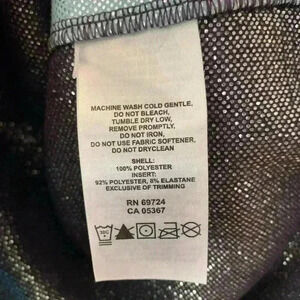 MACHINE WASH COLD GENTLE,
DO NOT BLEACH,
TUMBLE DRY LOW,
REMOVE PROMPTLY,
DO NOT IRON,
DO NOT USE FABRIC SOFTENER,
DO NOT DRYCLEAN
SHELL:
100% POLYESTER
INSERT:
92% POLYESTER, 8% ELASTANE
EXCLUSIVE OF TRIMMING
RN 69724
CA 05367
30C